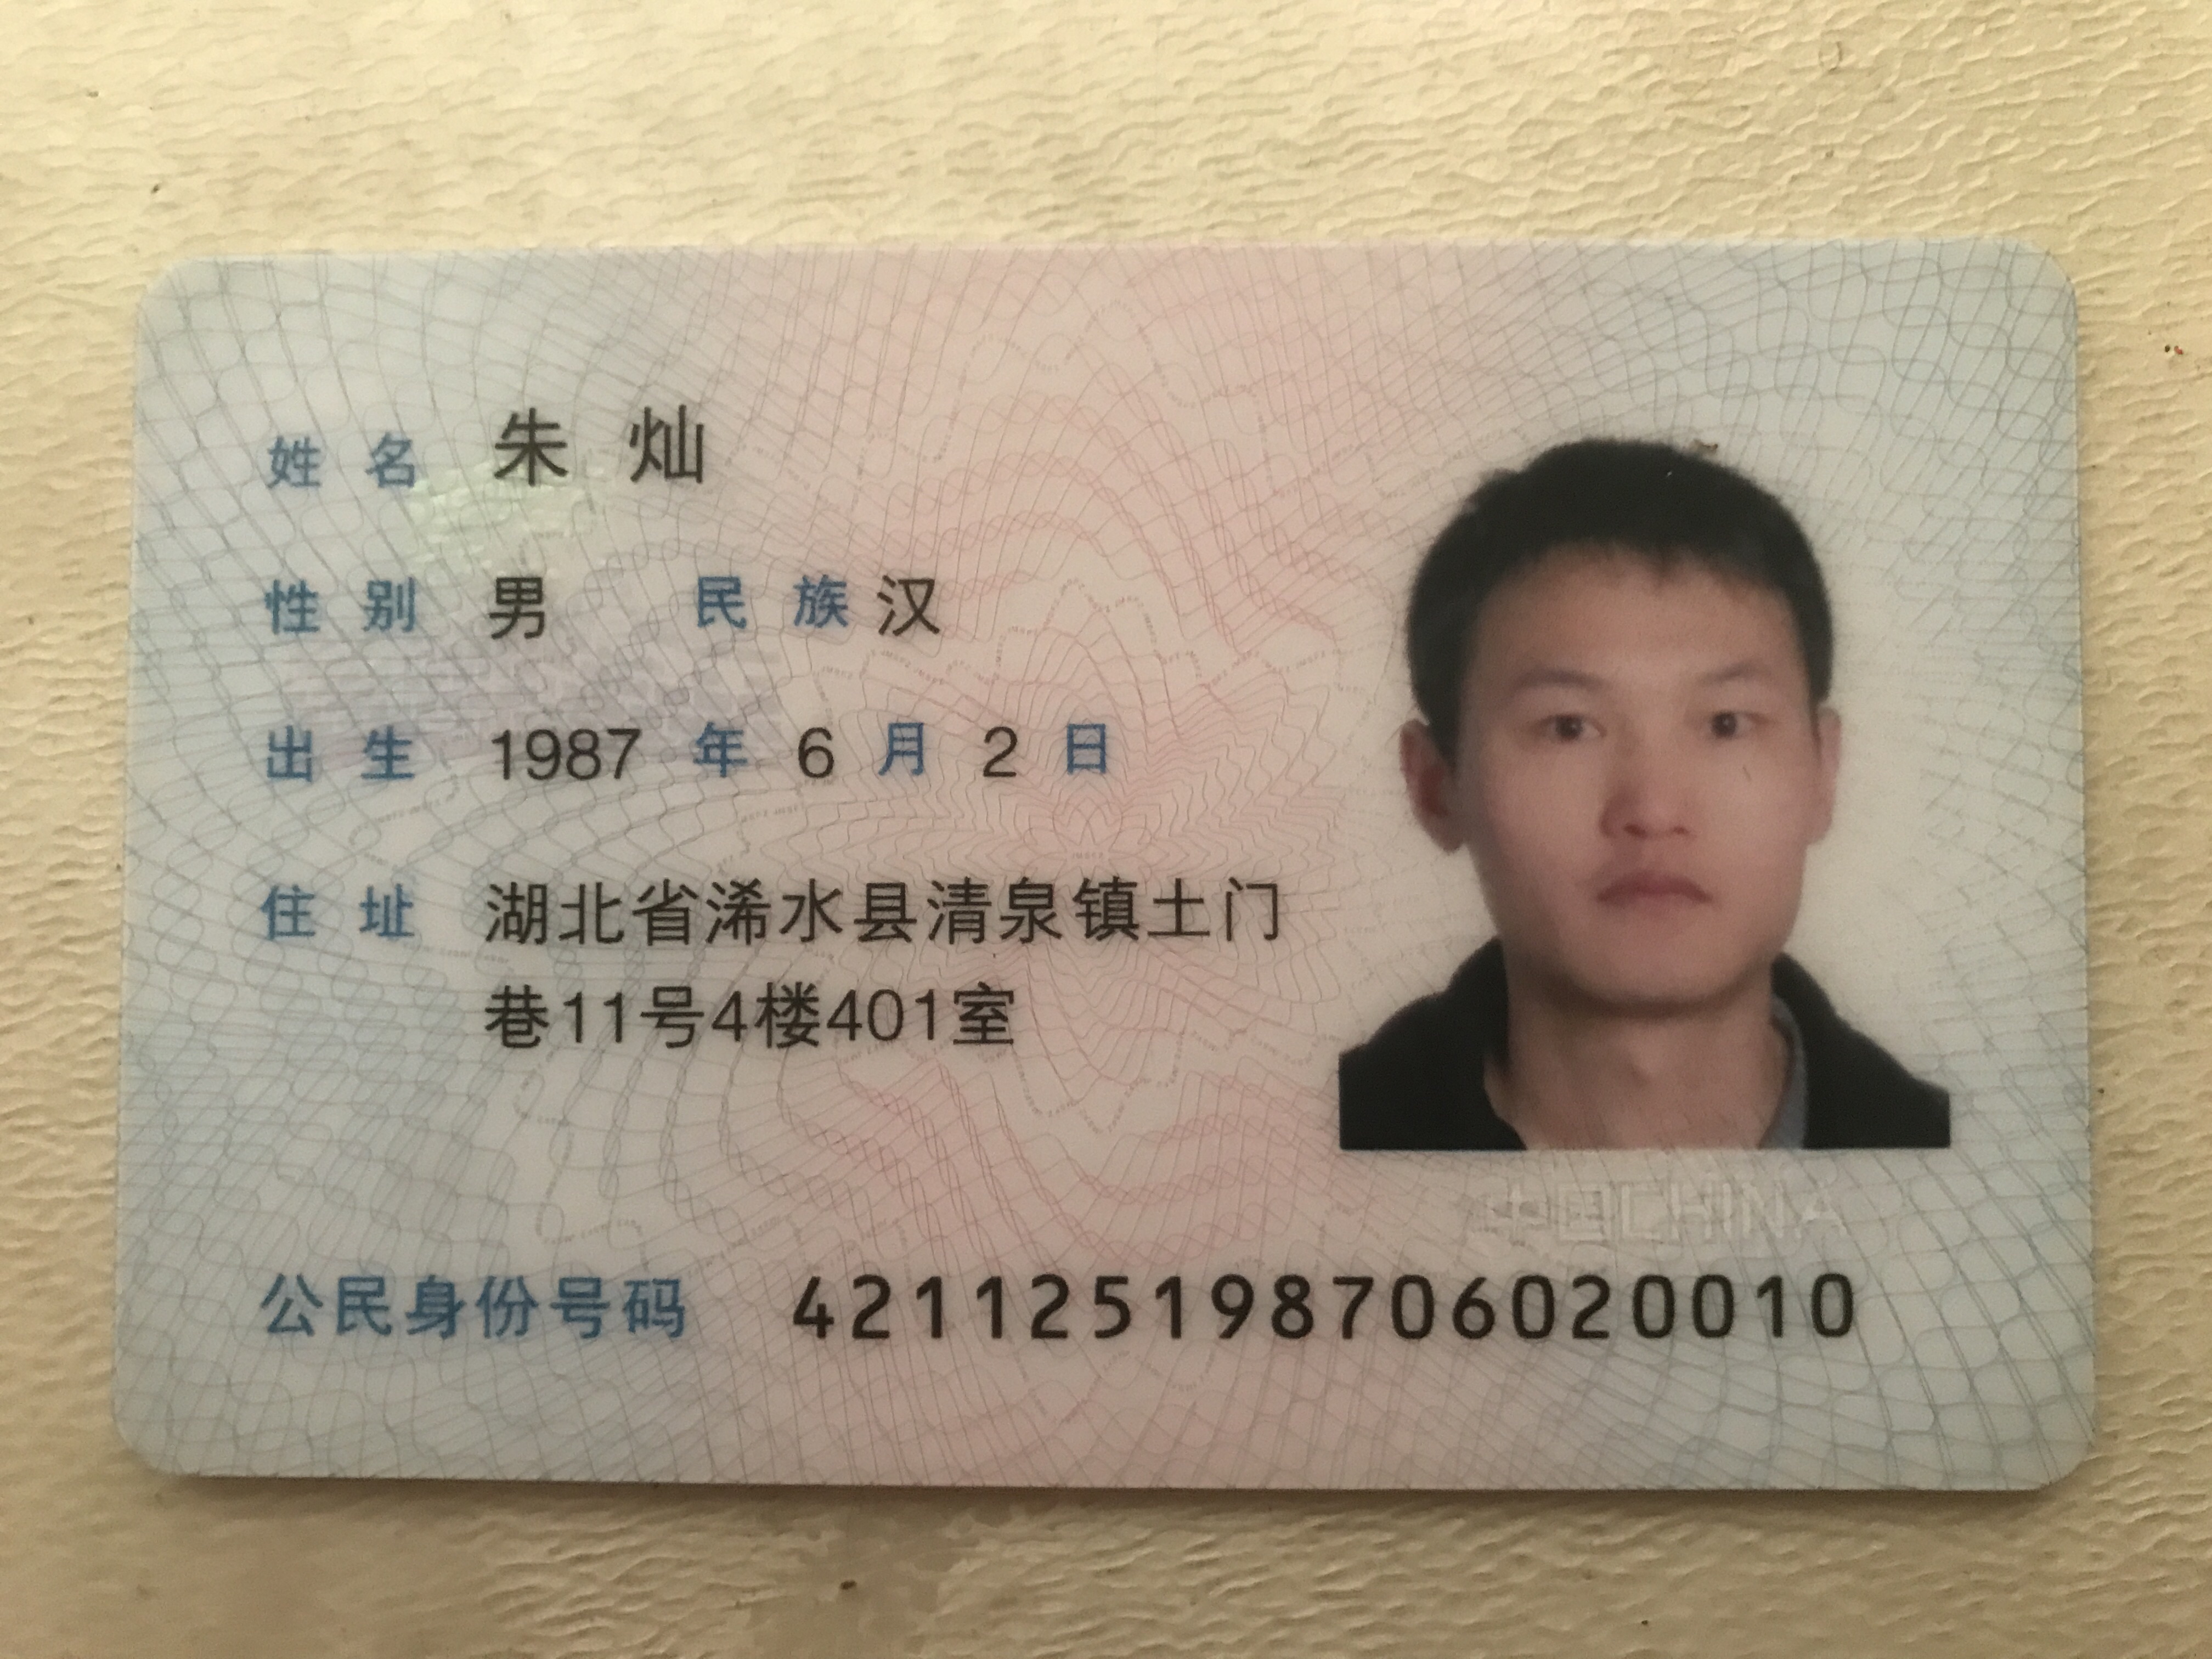 姓名 朱灿
性别 男 民族 汉
出生 1987 年 6 月 2 日
住址 湖北省浠水县清泉镇土门
巷11号4楼401室
公民身份号码 421125198706020010
中国CHINA